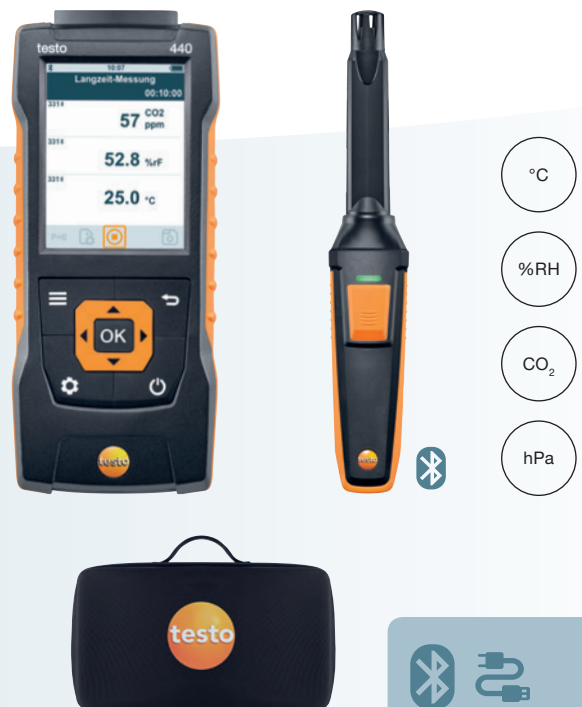 testo 440
10:07
Langzeit-Messung
00:10:00
3314
57 CO2 ppm
3314
52.8 %rF
3314
25.0 °C
OK
testo
testo
°C
%RH
CO₂
hPa
testo